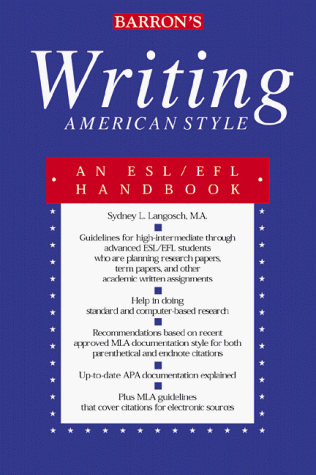 BARRON'S
Writing
AMERICAN STYLE
AN ESL/EFL
HANDBOOK
Sydney L. Langosch, M.A.
Guidelines for high-intermediate through
advanced ESL/EFL students
who are planning research papers,
term papers, and other
academic written assignments
Help in doing
standard and computer-based research
Recommendations based on recent
approved MLA documentation style for both
parenthetical and endnote citations
Up-to-date APA documentation explained
Plus MLA guidelines
that cover citations for electronic sources